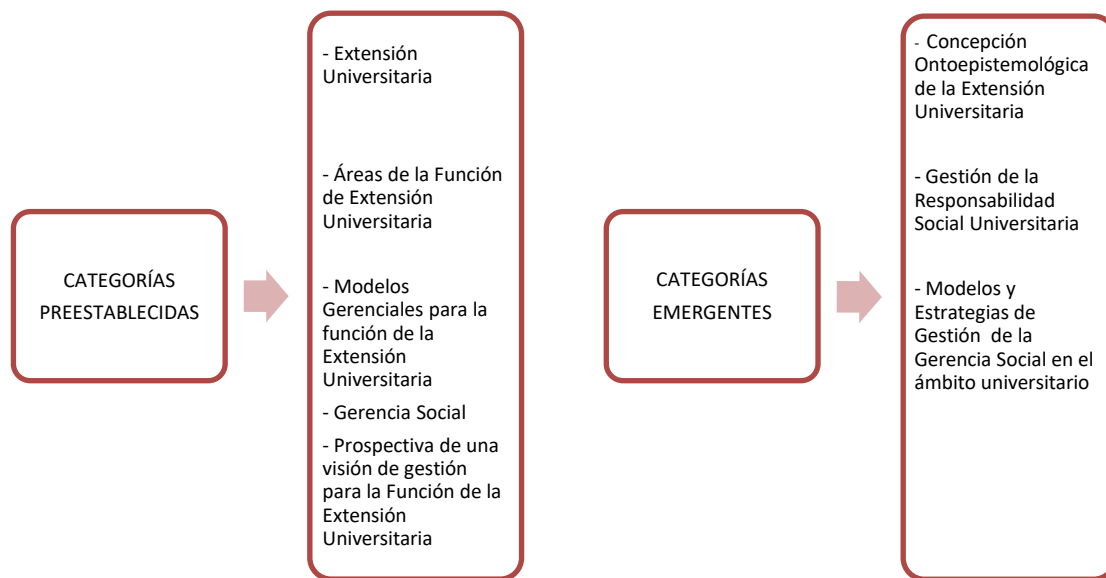 CATEGORÍAS
PREESTABLECIDAS
- Extensión
Universitaria
- Áreas de la Función
de Extensión
Universitaria
- Modelos
Gerenciales para la
función de la
Extensión
Universitaria
- Gerencia Social
- Prospectiva de una
visión de gestión
para la Función de la
Extensión
Universitaria
CATEGORÍAS
EMERGENTES
- Concepción
Ontoepistemológica
de la Extensión
Universitaria
- Gestión de la
Responsabilidad
Social Universitaria
- Modelos y
Estrategias de
Gestión de la
Gerencia Social en el
ámbito universitario